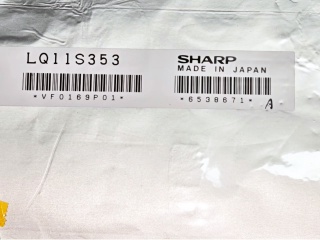 LQ11S353
*VF0169P01*
SHARP
MADE IN JAPAN
*6538671*
A